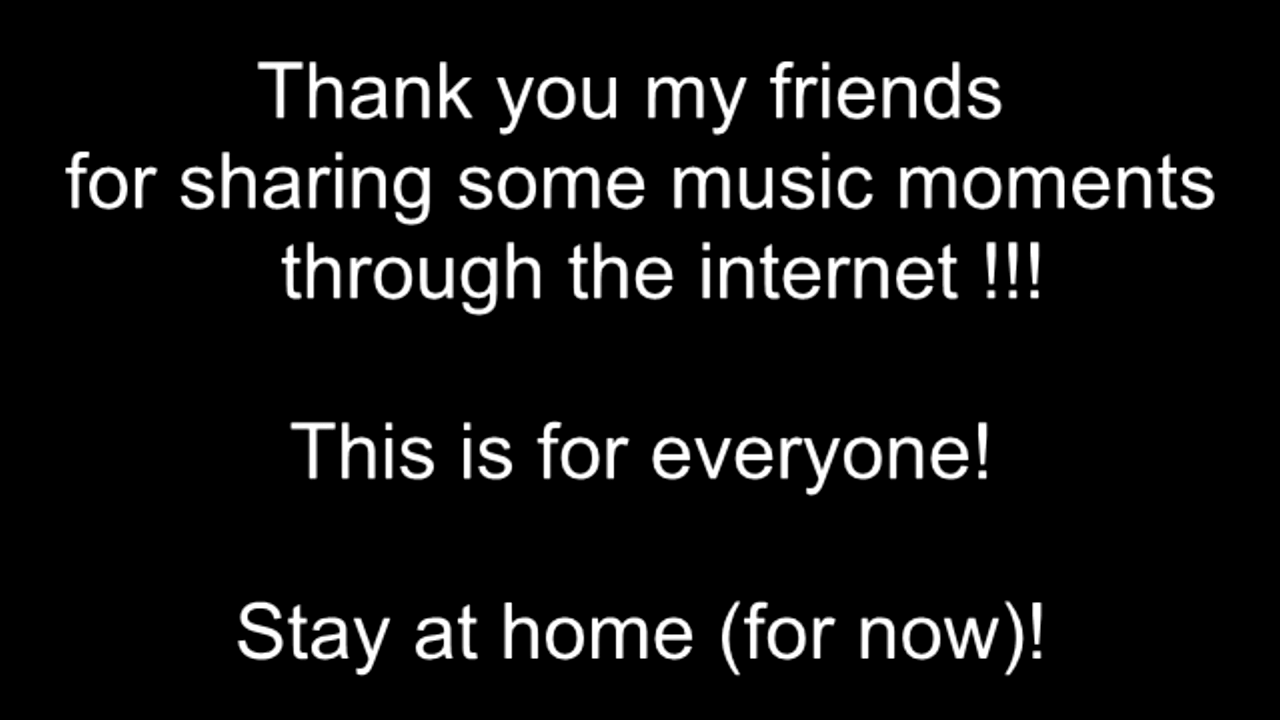 Thank you my friends
for sharing some music moments
through the internet !!!
This is for everyone!
Stay at home (for now)!